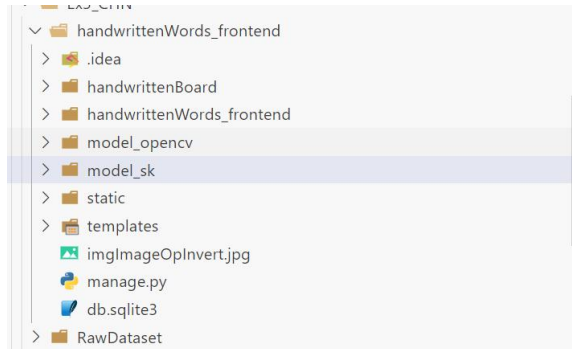 handwrittenWords_frontend
.idea
handwrittenBoard
handwrittenWords_frontend
model_opencv
model_sk
static
templates
imgImageOpInvert.jpg
manage.py
db.sqlite3
RawDataset